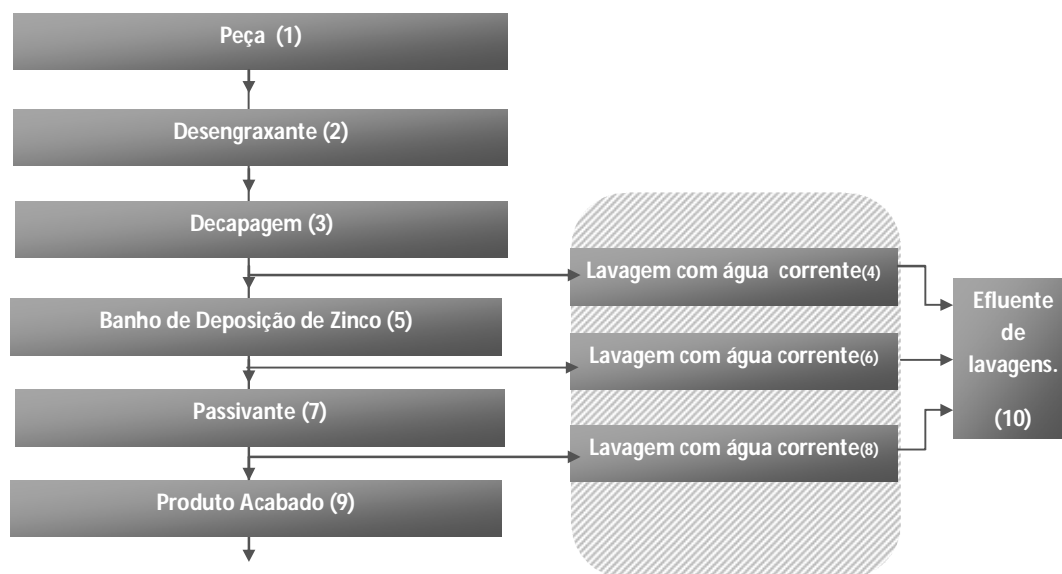 Peça (1)
Desengraxante (2)
Decapagem (3)
Lavagem com água corrente(4)
Banho de Deposição de Zinco (5)
Lavagem com água corrente(6)
Passivante (7)
Lavagem com água corrente(8)
Produto Acabado (9)
Efluente
de
lavagens.
(10)